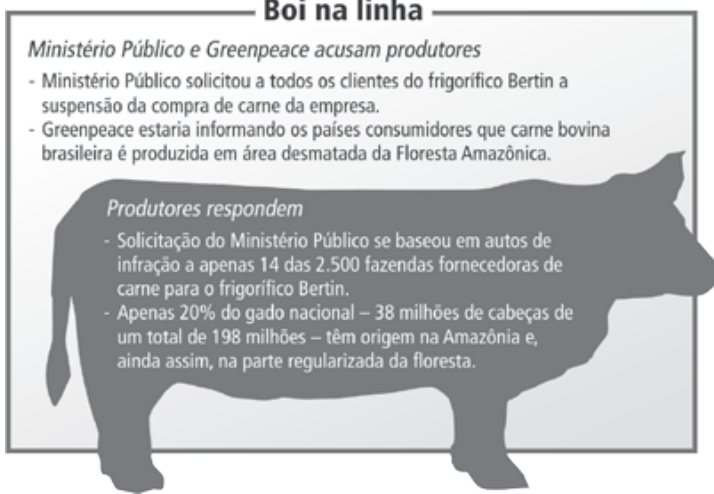 Boi na linha
Ministério Público e Greenpeace acusam produtores
- Ministério Público solicitou a todos os clientes do frigorífico Bertin a
suspensão da compra de carne da empresa.
- Greenpeace estaria informando os países consumidores que carne bovina
brasileira é produzida em área desmatada da Floresta Amazônica.
Produtores respondem
- Solicitação do Ministério Público se baseou em autos de
infração a apenas 14 das 2.500 fazendas fornecedoras de
carne para o frigorífico Bertin.
- Apenas 20% do gado nacional – 38 milhões de cabeças de
um total de 198 milhões – têm origem na Amazônia e,
ainda assim, na parte regularizada da floresta.